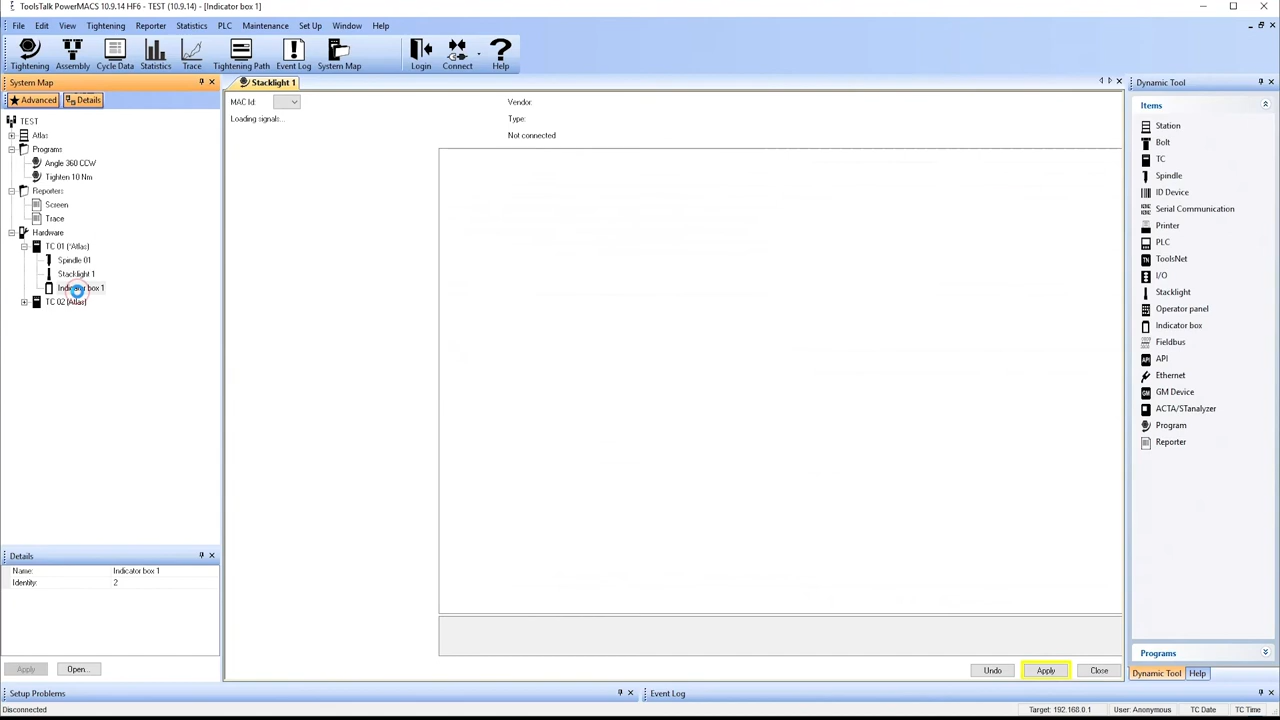 ToolsTalk PowerMACS 10.9.14 HF6 - TEST (10.9.14) - [Indicator box 1]
File Edit View Tightening Reporter Statistics PLC Maintenance Set Up Window Help
Tightening Assembly Cycle Data Statistics Trace Tightening Path Event Log System Map Login Connect Help
System Map
Advanced Details
TEST
Atlas
Programs
Angle 360 CCW
Tighten 10 Nm
Reporters
Screen
Trace
Hardware
TC 01 (*Atlas)
Spindle 01
Stacklight 1
Indicator box 1
TC 02 (Atlas)
Details
Name: Indicator box 1
Identity: 2
Apply Open...
Stacklight 1
MAC Id:
Loading signals...
Vendor:
Type:
Not connected
Undo Apply Close
Dynamic Tool
Items
Station
Bolt
TC
Spindle
ID Device
Serial Communication
Printer
PLC
ToolsNet
I/O
Stacklight
Operator panel
Indicator box
Fieldbus
API
Ethernet
GM Device
ACTA/STanalyzer
Program
Reporter
Programs
Dynamic Tool Help
Setup Problems
Event Log
Disconnected
Target: 192.168.0.1 User: Anonymous TC Date TC Time